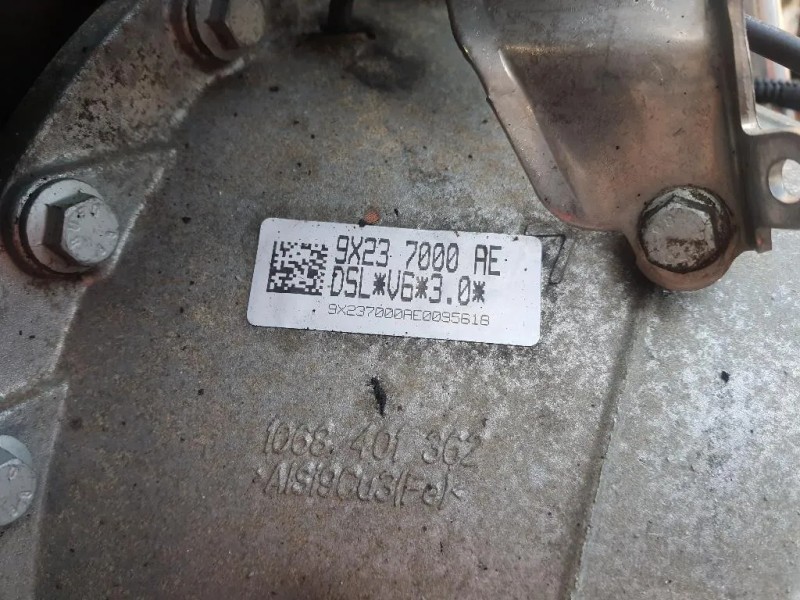 9X23 7000 AE
DSL*V6*3.0*
9X237000AE0095618
1068 401 362
>AlSi9Cu3(Fe)<